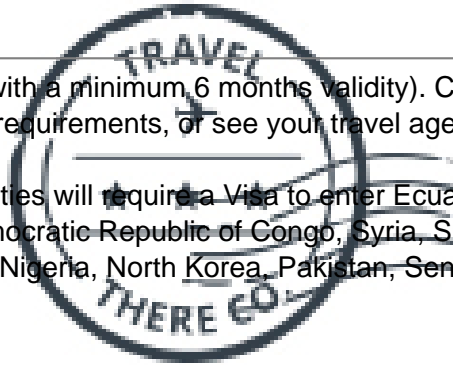 TRAVEL
with a minimum 6 months validity). C
requirements, or see your travel age
ties will require a Visa to enter Ecua
mocratic Republic of Congo, Syria, S
Nigeria, North Korea, Pakistan, Sen
THERE CO.